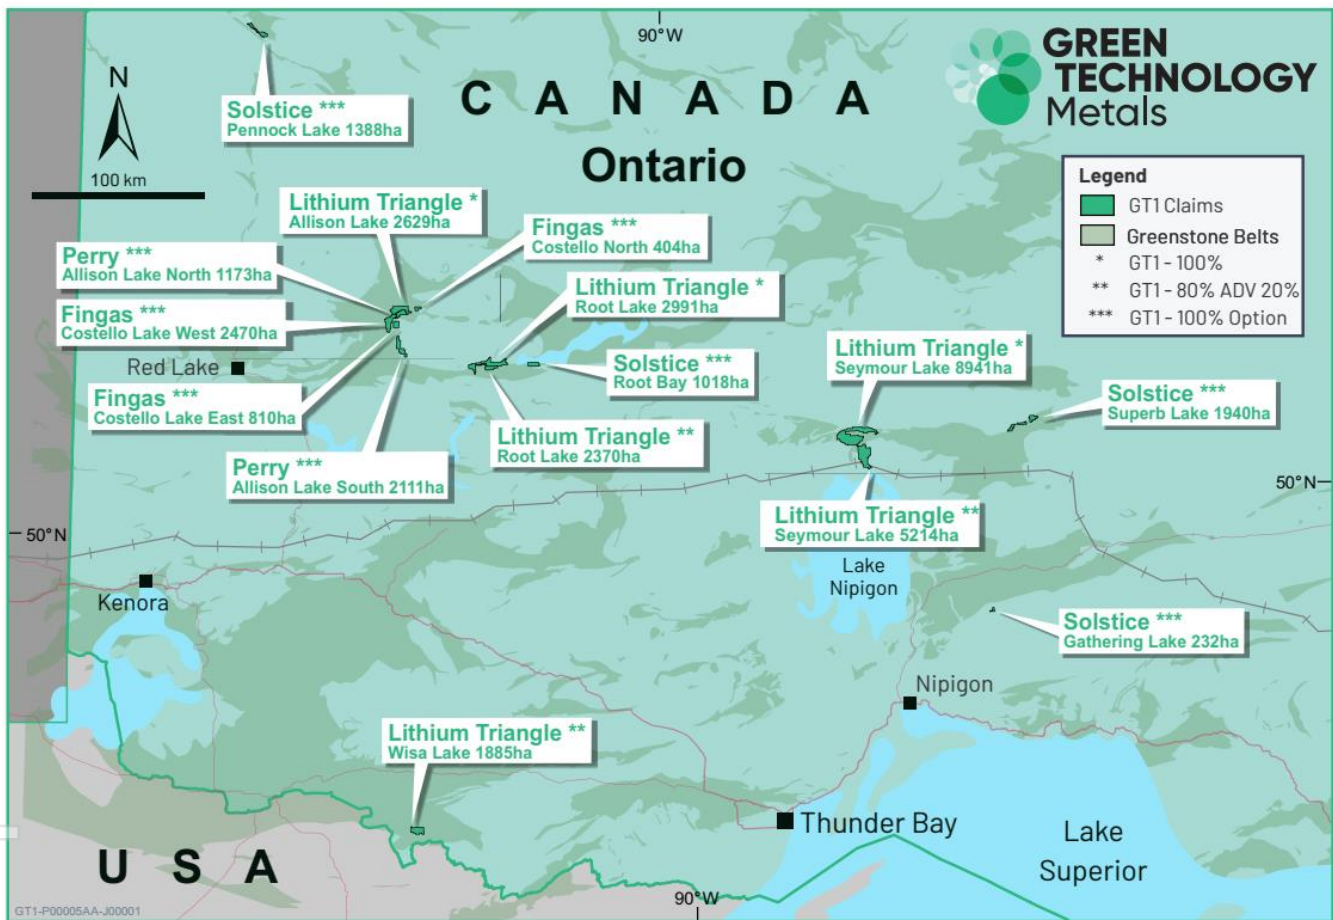 90°W
GREEN
TECHNOLOGY
Metals
N
100 km
CANADA
Ontario
Solstice ***
Pennock Lake 1388ha
Legend
GT1 Claims
Greenstone Belts
* GT1 - 100%
** GT1 - 80% ADV 20%
*** GT1 - 100% Option
Lithium Triangle *
Allison Lake 2629ha
Fingas ***
Costello North 404ha
Perry ***
Allison Lake North 1173ha
Lithium Triangle *
Root Lake 2991ha
Fingas ***
Costello Lake West 2470ha
Red Lake
Solstice ***
Root Bay 1018ha
Lithium Triangle *
Seymour Lake 8941ha
Solstice ***
Superb Lake 1940ha
Fingas ***
Costello Lake East 810ha
Lithium Triangle **
Root Lake 2370ha
Perry ***
Allison Lake South 2111ha
50°N
50°N
Lithium Triangle **
Seymour Lake 5214ha
Lake
Nipigon
Kenora
Solstice ***
Gathering Lake 232ha
Nipigon
Lithium Triangle **
Wisa Lake 1885ha
Thunder Bay
Lake
Superior
USA
90°W
GT1-P00005AA-J00001